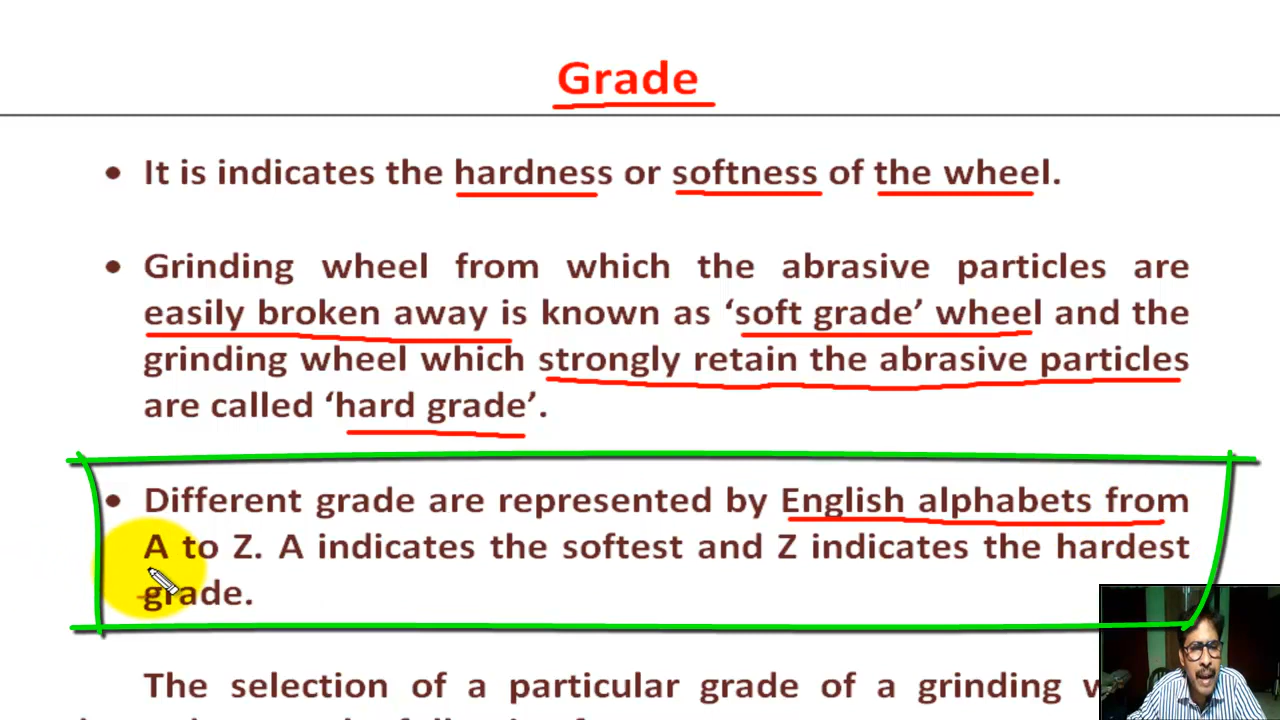 Grade
• It is indicates the hardness or softness of the wheel.
• Grinding wheel from which the abrasive particles are
easily broken away is known as ‘soft grade’ wheel and the
grinding wheel which strongly retain the abrasive particles
are called ‘hard grade’.
• Different grade are represented by English alphabets from
A to Z. A indicates the softest and Z indicates the hardest
grade.
The selection of a particular grade of a grinding